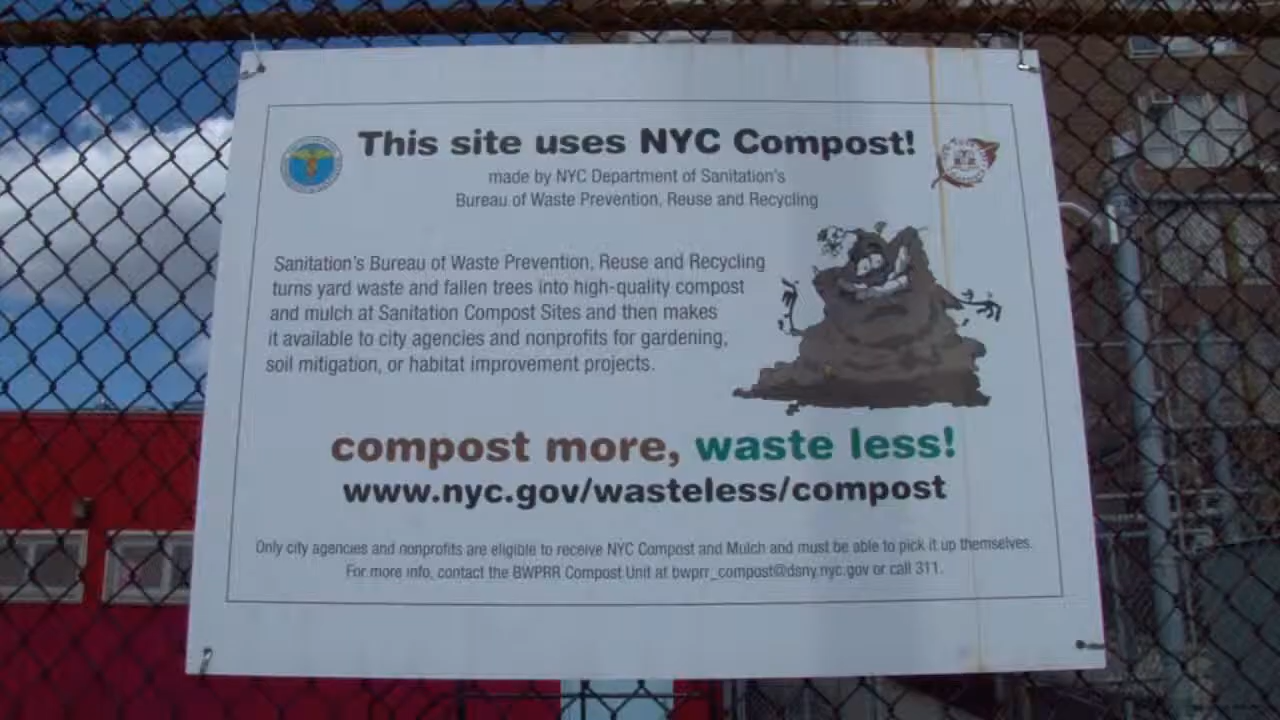 This site uses NYC Compost!
made by NYC Department of Sanitation's
Bureau of Waste Prevention, Reuse and Recycling
Sanitation's Bureau of Waste Prevention, Reuse and Recycling
turns yard waste and fallen trees into high-quality compost
and mulch at Sanitation Compost Sites and then makes
it available to city agencies and nonprofits for gardening,
soil mitigation, or habitat improvement projects.
compost more, waste less!
www.nyc.gov/wasteless/compost
Only city agencies and nonprofits are eligible to receive NYC Compost and Mulch and must be able to pick it up themselves.
For more info, contact the BWPRR Compost Unit at bwprr_compost@dsny.nyc.gov or call 311.